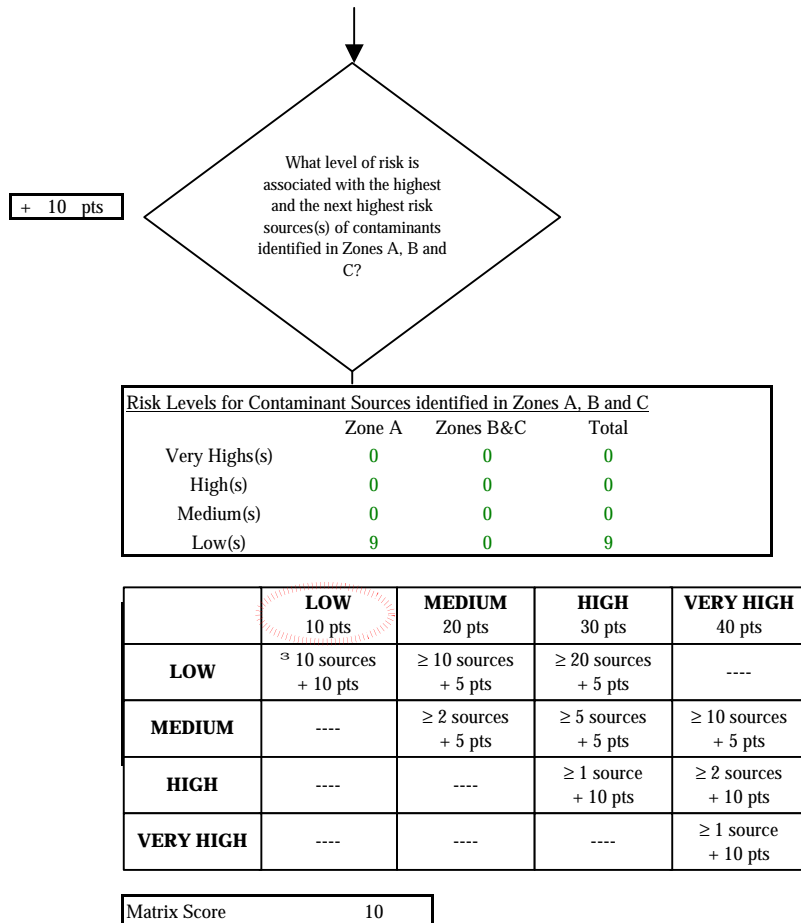 What level of risk is
associated with the highest
and the next highest risk
sources(s) of contaminants
identified in Zones A, B and
C?
+ 10 pts
Risk Levels for Contaminant Sources identified in Zones A, B and C
Zone A Zones B&C Total
Very Highs(s) 0 0 0
High(s) 0 0 0
Medium(s) 0 0 0
Low(s) 9 0 9
LOW MEDIUM HIGH VERY HIGH
10 pts 20 pts 30 pts 40 pts
LOW ³ 10 sources ≥ 10 sources ≥ 20 sources ----
+ 10 pts + 5 pts + 5 pts
MEDIUM ---- ≥ 2 sources ≥ 5 sources ≥ 10 sources
+ 5 pts + 5 pts + 5 pts
HIGH ---- ---- ≥ 1 source ≥ 2 sources
+ 10 pts + 10 pts
VERY HIGH ---- ---- ---- ≥ 1 source
+ 10 pts
Matrix Score 10